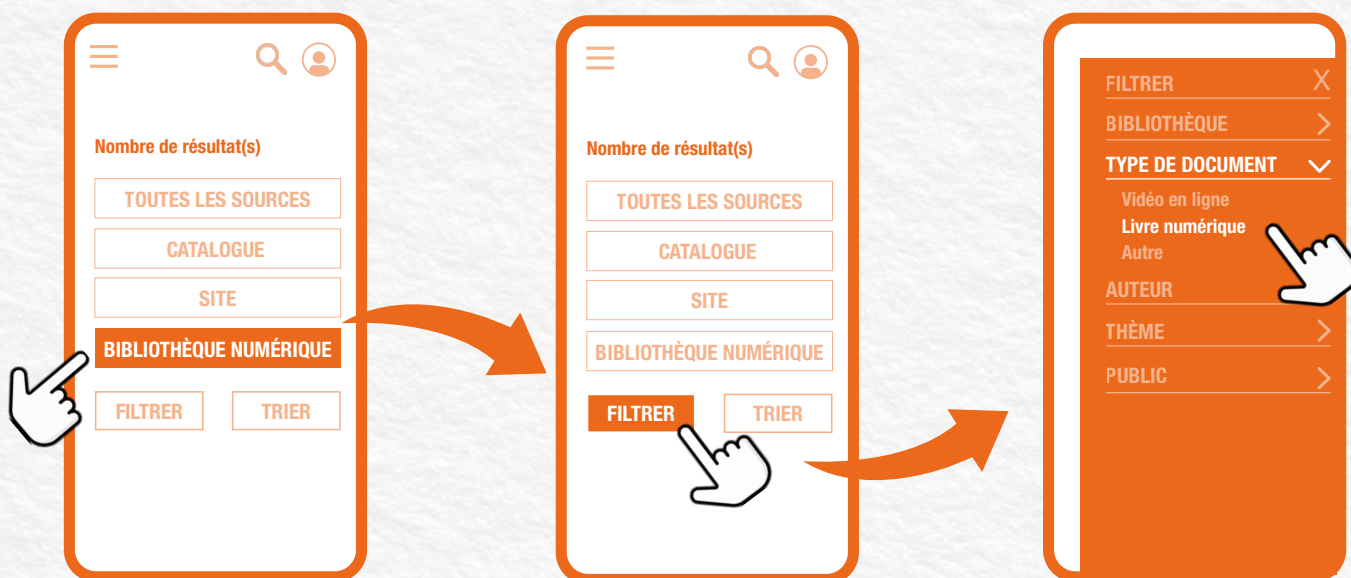 Nombre de résultat(s)
TOUTES LES SOURCES
CATALOGUE
SITE
BIBLIOTHÈQUE NUMÉRIQUE
FILTRER
TRIER
Nombre de résultat(s)
TOUTES LES SOURCES
CATALOGUE
SITE
BIBLIOTHÈQUE NUMÉRIQUE
FILTRER
TRIER
FILTRER X
BIBLIOTHÈQUE
TYPE DE DOCUMENT
Vidéo en ligne
Livre numérique
Autre
AUTEUR
THÈME
PUBLIC